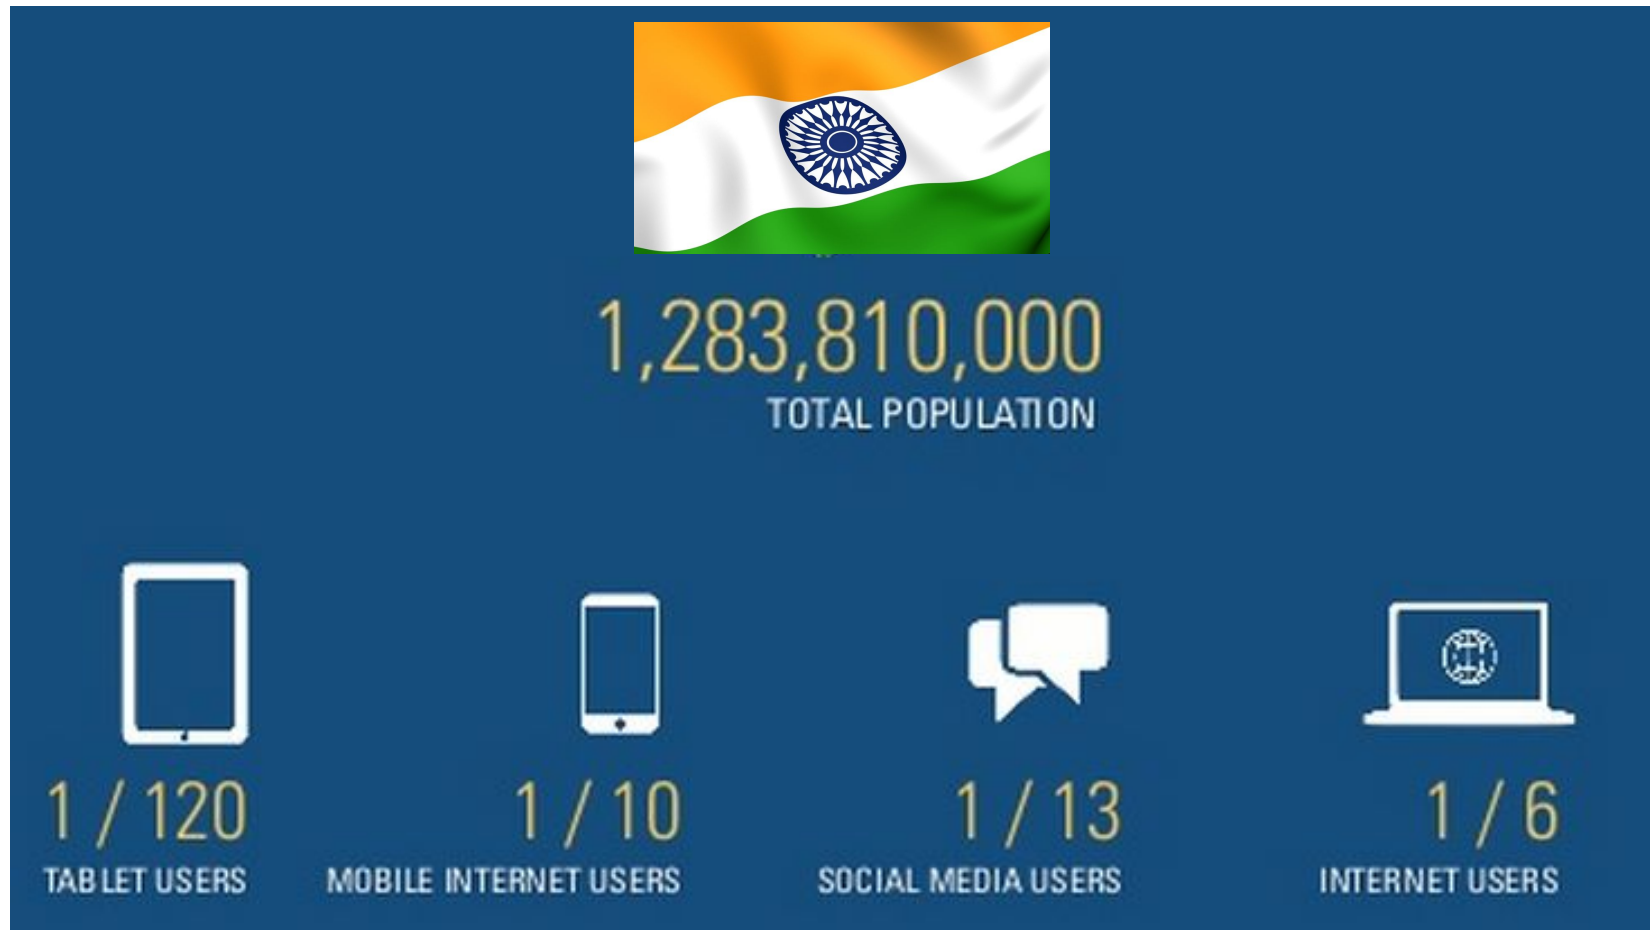 1,283,810,000
TOTAL POPULATION
1 / 120
TABLET USERS
1 / 10
MOBILE INTERNET USERS
1 / 13
SOCIAL MEDIA USERS
1 / 6
INTERNET USERS